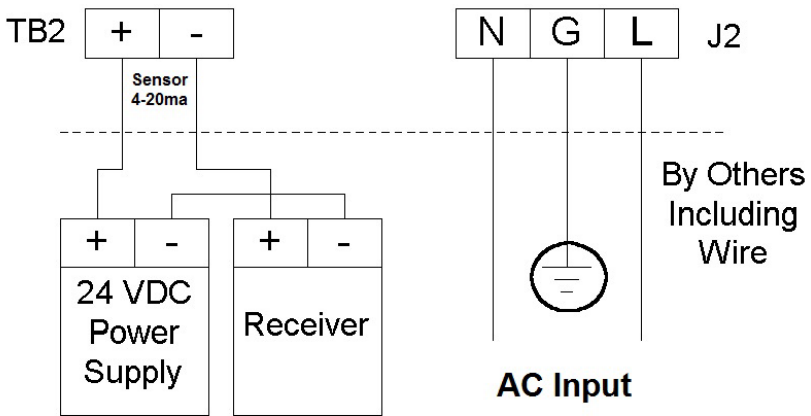 TB2 + - N G L J2
Sensor
4-20ma
By Others
Including
Wire
+ - + -
24 VDC
Power
Supply
Receiver
AC Input